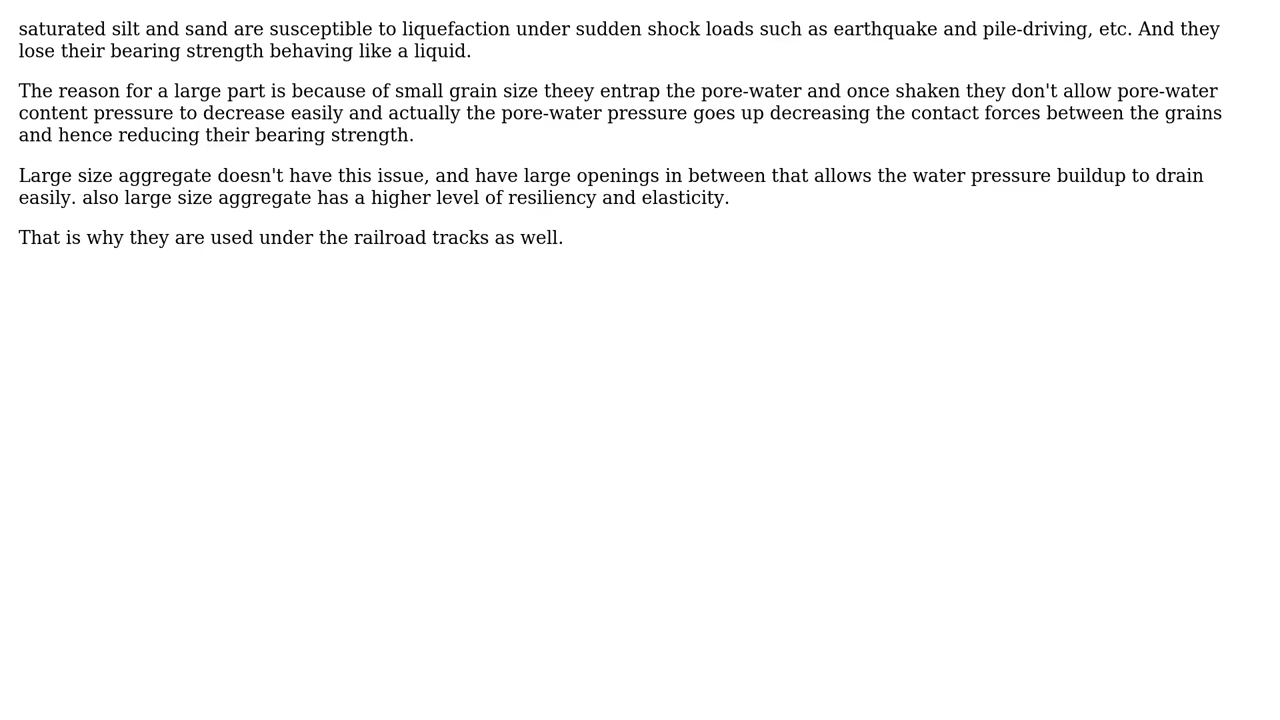 saturated silt and sand are susceptible to liquefaction under sudden shock loads such as earthquake and pile-driving, etc. And they
lose their bearing strength behaving like a liquid.
The reason for a large part is because of small grain size theey entrap the pore-water and once shaken they don't allow pore-water
content pressure to decrease easily and actually the pore-water pressure goes up decreasing the contact forces between the grains
and hence reducing their bearing strength.
Large size aggregate doesn't have this issue, and have large openings in between that allows the water pressure buildup to drain
easily. also large size aggregate has a higher level of resiliency and elasticity.
That is why they are used under the railroad tracks as well.